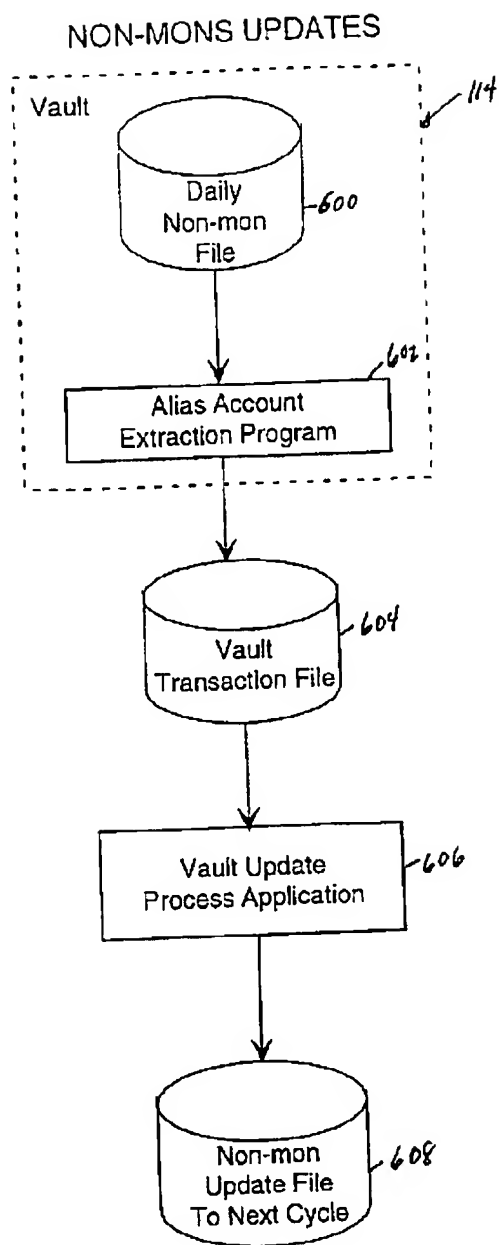 NON-MONS UPDATES
114
Vault
Daily
Non-mon
File
600
602
Alias Account
Extraction Program
Vault
Transaction File
604
Vault Update
Process Application
606
Non-mon
Update File
To Next Cycle
608